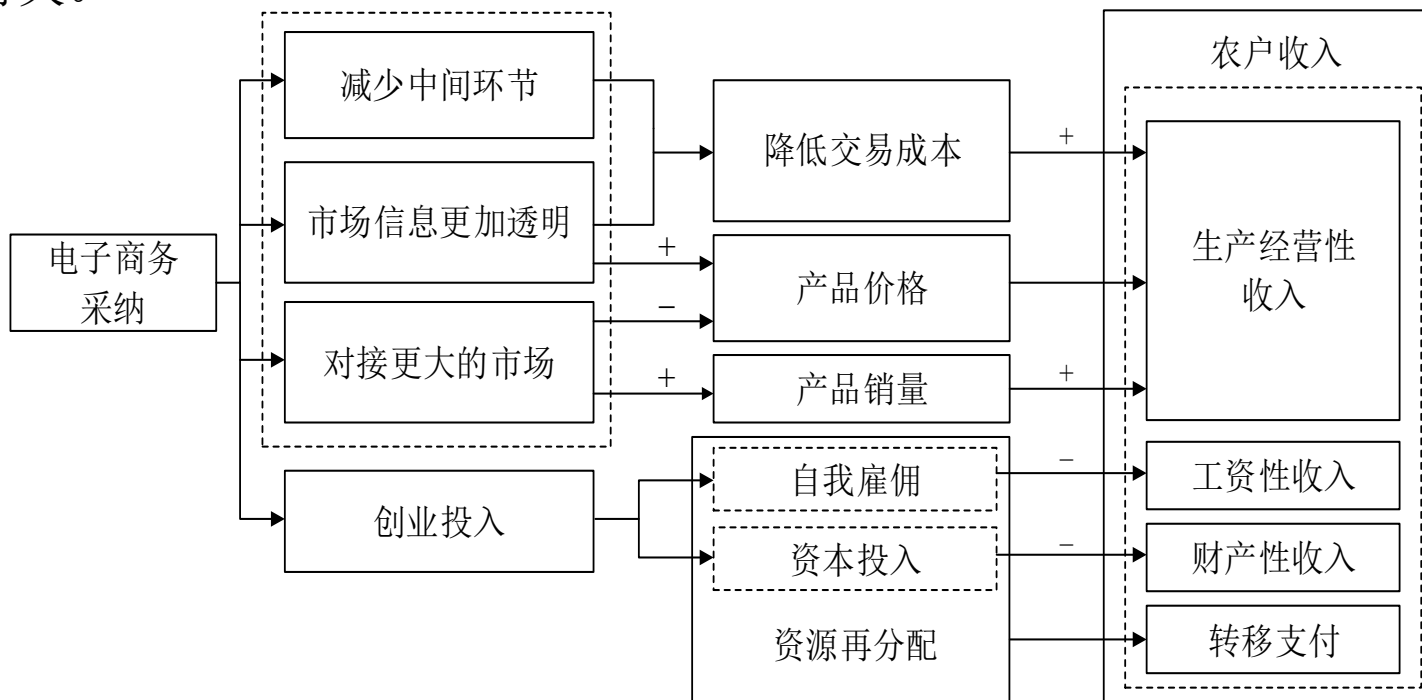 电子商务
采纳
减少中间环节
市场信息更加透明
对接更大的市场
创业投入
降低交易成本
+
产品价格
−
产品销量
+
自我雇佣
资本投入
资源再分配
+
+
−
−
农户收入
生产经营性
收入
工资性收入
财产性收入
转移支付